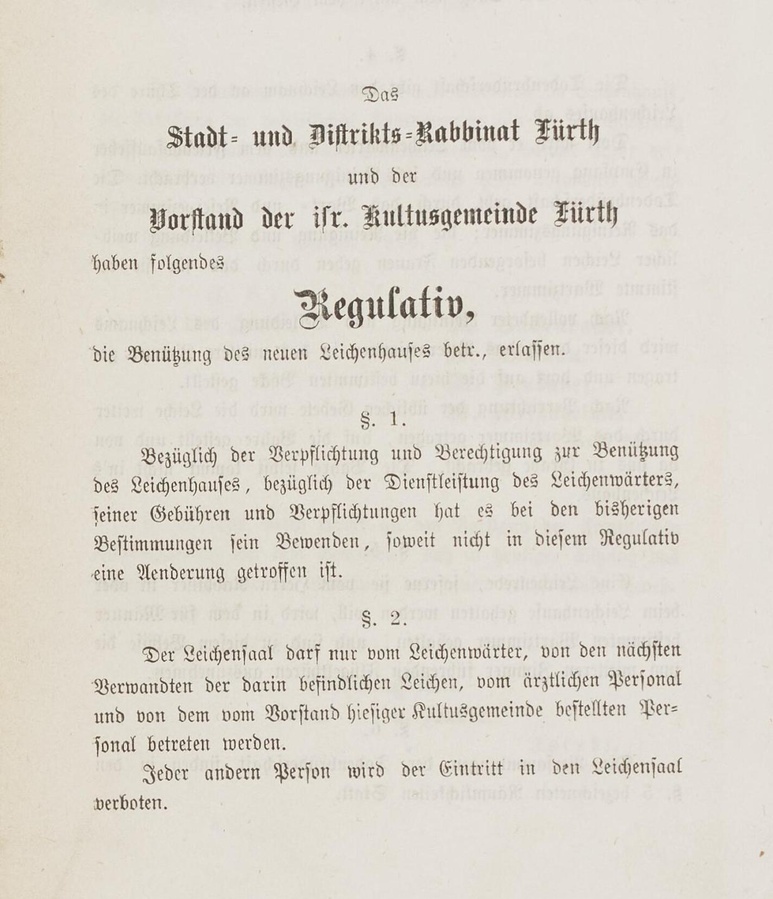 Das
Stadt- und Distrikts-Rabbinat Fürth
und der
Vorstand der isr. Kultusgemeinde Fürth
haben folgendes
Regulativ,
die Benützung des neuen Leichenhauses betr., erlassen.
§. 1.
Bezüglich der Verpflichtung und Berechtigung zur Benützung
des Leichenhauses, bezüglich der Dienstleistung des Leichenwärters,
seiner Gebühren und Verpflichtungen hat es bei den bisherigen
Bestimmungen sein Bewenden, soweit nicht in diesem Regulativ
eine Aenderung getroffen ist.
§. 2.
Der Leichensaal darf nur vom Leichenwärter, von den nächsten
Verwandten der darin befindlichen Leichen, vom ärztlichen Personal
und von dem vom Vorstand hiesiger Kultusgemeinde bestellten Per-
sonal betreten werden.
Jeder andern Person wird der Eintritt in den Leichensaal
verboten.